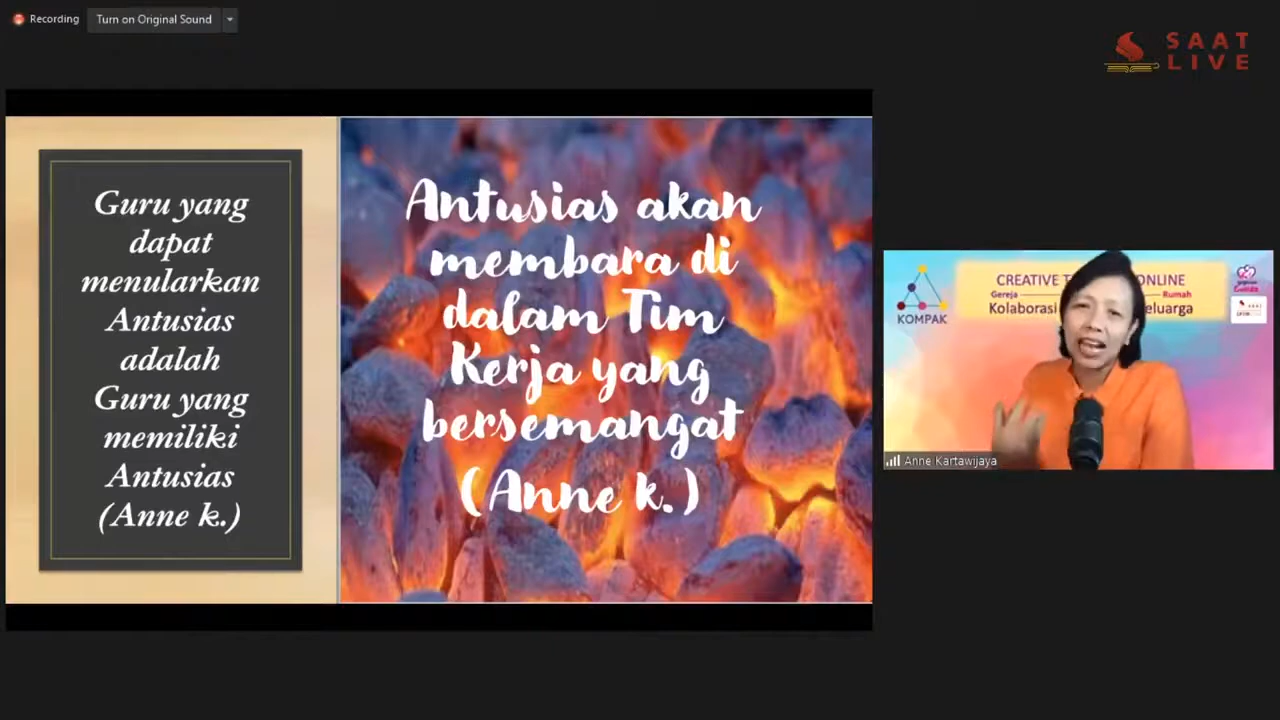 Recording
Turn on Original Sound
SAAT
LIVE
Guru yang
dapat
menularkan
Antusias
adalah
Guru yang
memiliki
Antusias
(Anne k.)
Antusias akan
membara di
dalam Tim
Kerja yang
bersemangat
(Anne k.)
KOMPAK
CREATIVE T ONLINE
Gereja Rumah
Kolaborasi eluarga
Anne Kartawijaya